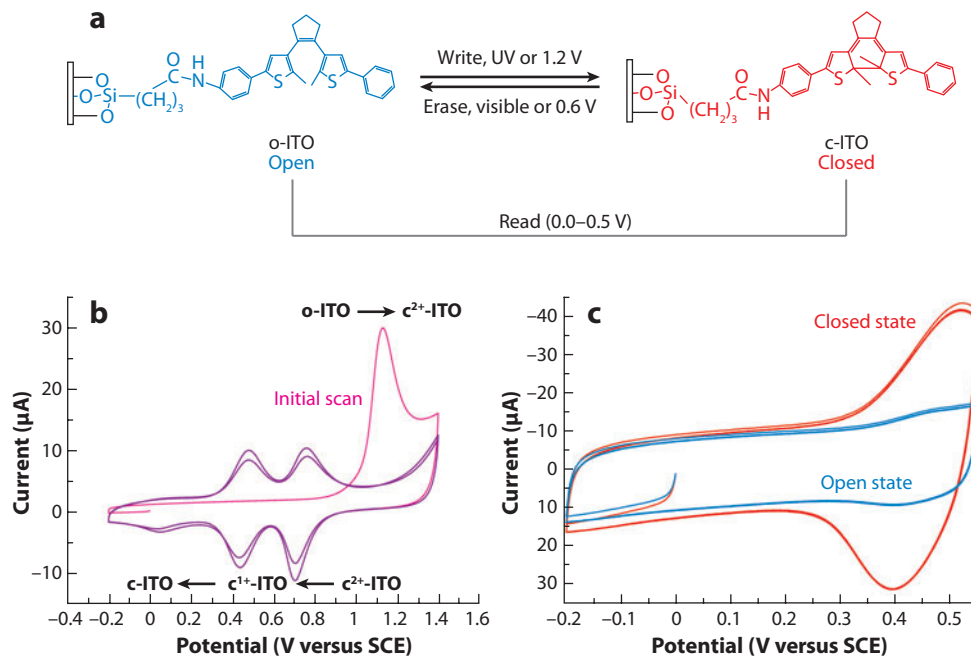 a
O
H
N
C
Si
O
O
O
(CH2)3
S
S
Write, UV or 1.2 V
Erase, visible or 0.6 V
O
C
N
H
Si
O
O
O
(CH2)3
S
S
o-ITO
Open
c-ITO
Closed
Read (0.0–0.5 V)
b
o-ITO → c2+-ITO
Initial scan
c-ITO ← c1+-ITO ← c2+-ITO
Current (µA)
30
20
10
0
−10
−0.4 −0.2 0 0.2 0.4 0.6 0.8 1 1.2 1.4 1.6
Potential (V versus SCE)
c
Closed state
Open state
Current (µA)
−40
−30
−20
−10
0
10
20
30
−0.2 −0.1 0 0.1 0.2 0.3 0.4 0.5
Potential (V versus SCE)